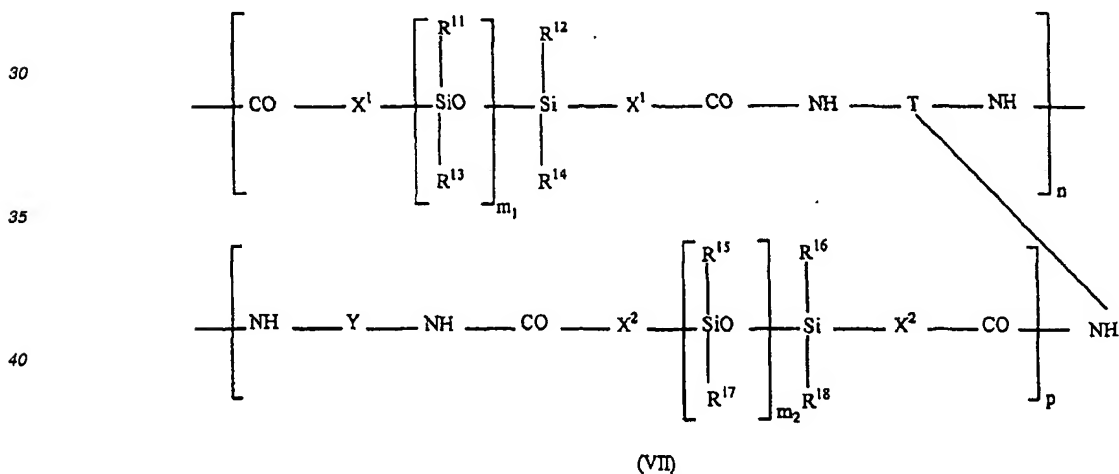 R¹¹ R¹²
30
CO X¹ SiO Si X¹ CO NH T NH
R¹³ R¹⁴
m₁ n
35
R¹⁵ R¹⁶
NH Y NH CO X² SiO Si X² CO NH
40
R¹⁷ R¹⁸
m₂ p
(VII)